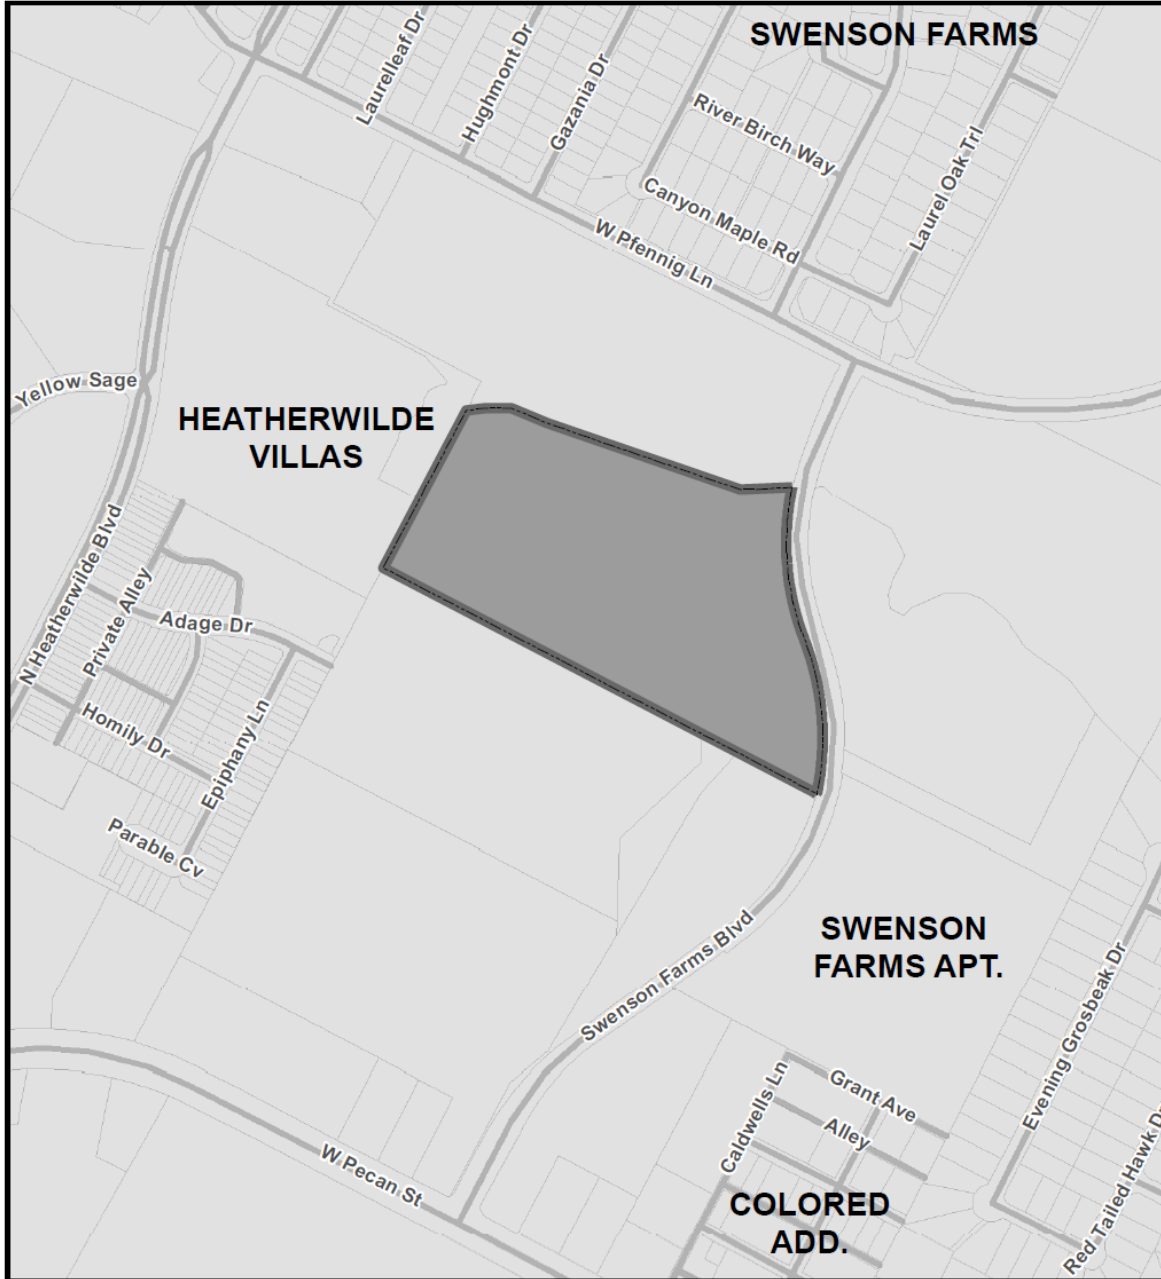 SWENSON FARMS
Laurelleaf Dr
Hughmont Dr
Gazania Dr
River Birch Way
Laurel Oak Trl
Canyon Maple Rd
W Pfennig Ln
Yellow Sage
HEATHERWILDE
VILLAS
N Heatherwilde Blvd
Private Alley
Adage Dr
Homily Dr
Epiphany Ln
Parable Cv
SWENSON
FARMS APT.
Swenson Farms Blvd
Evening Grosbeak Dr
Caldwells Ln
Grant Ave
Alley
W Pecan St
Red Tailed Hawk Dr
COLORED
ADD.